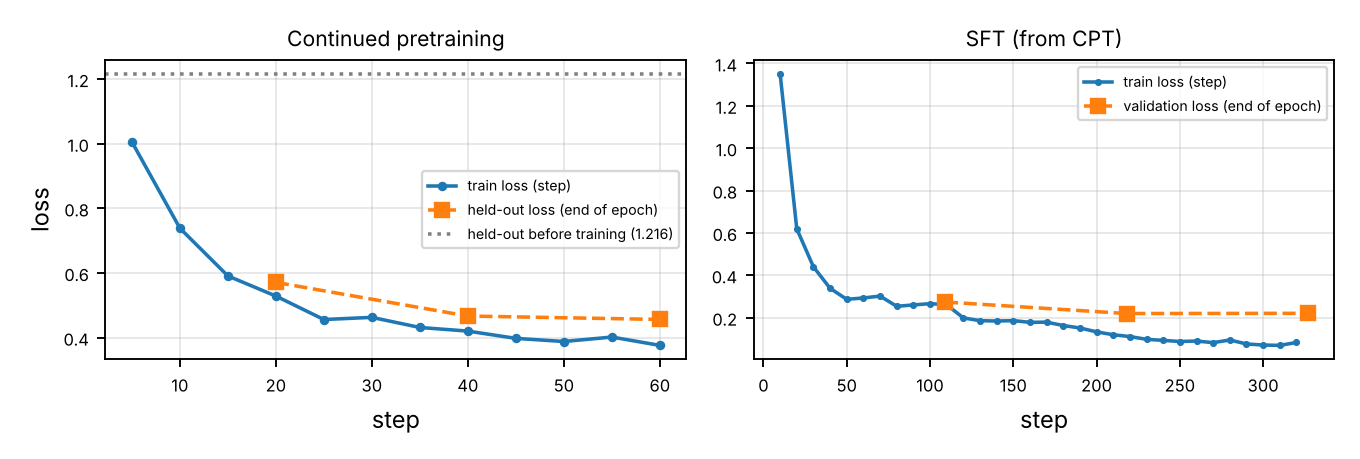 Continued pretraining
loss
1.2
1.0
0.8
0.6
0.4
train loss (step)
held-out loss (end of epoch)
held-out before training (1.216)
10 20 30 40 50 60
step
SFT (from CPT)
1.4
1.2
1.0
0.8
0.6
0.4
0.2
train loss (step)
validation loss (end of epoch)
0 50 100 150 200 250 300
step